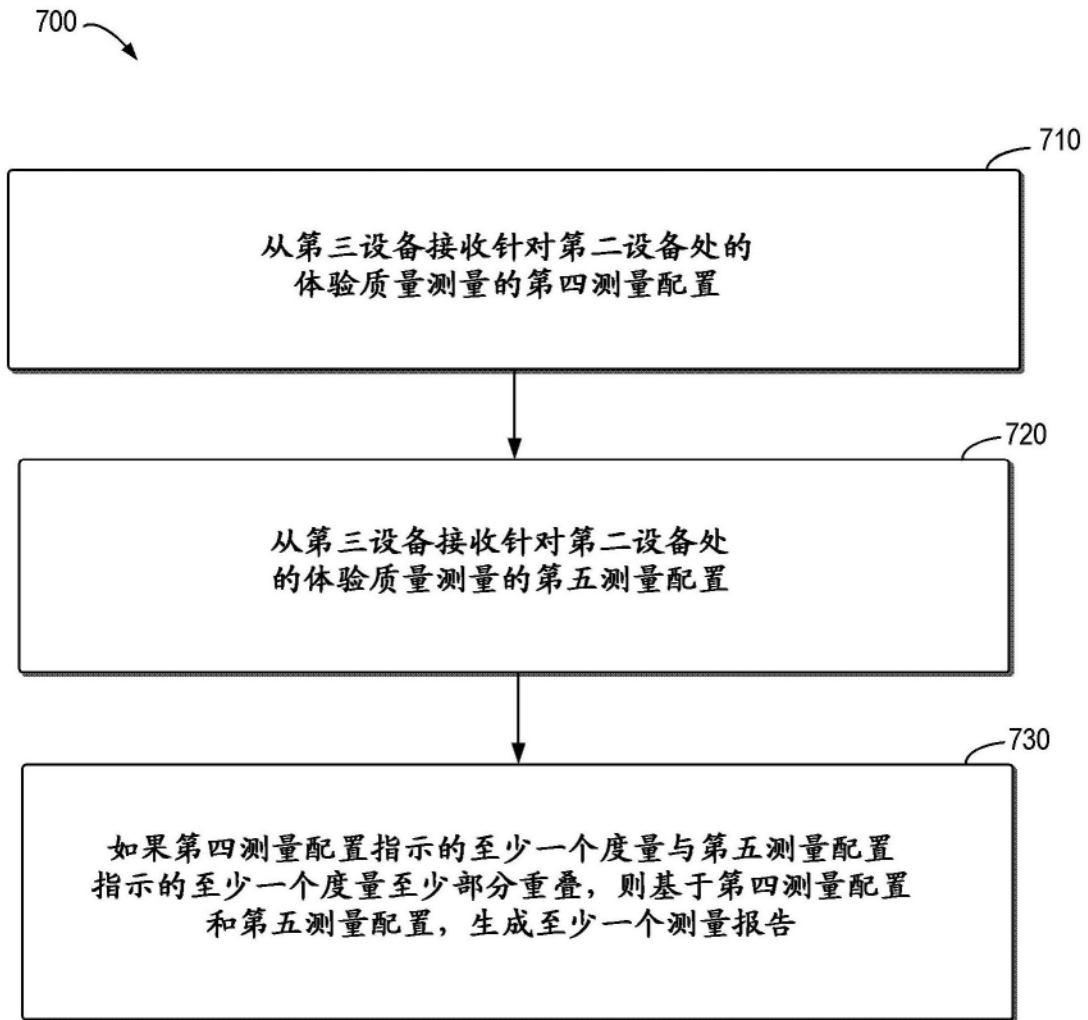 700
710
从第三设备接收针对第二设备处的
体验质量测量的第四测量配置
720
从第三设备接收针对第二设备处
的体验质量测量的第五测量配置
730
如果第四测量配置指示的至少一个度量与第五测量配置
指示的至少一个度量至少部分重叠，则基于第四测量配置
和第五测量配置，生成至少一个测量报告